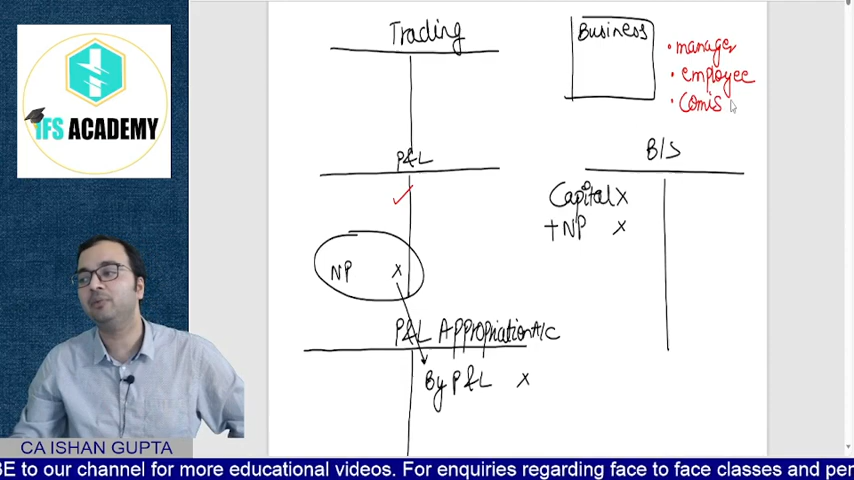 IFS ACADEMY
Trading
Business
• manager
• employee
• Comis
P&L
B/S
Capital x
+NP x
NP x
P&L Appropriation A/C
By P&L x
CA ISHAN GUPTA
BE to our channel for more educational videos. For enquiries regarding face to face classes and per